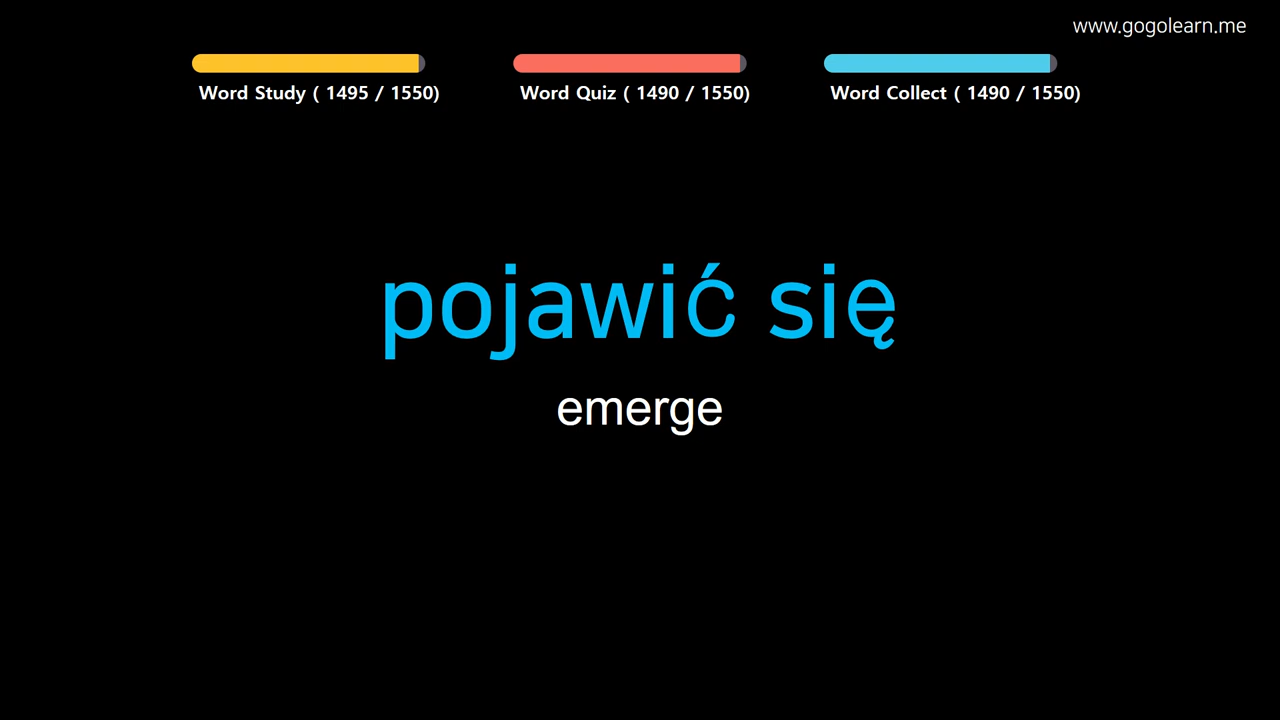 www.gogolearn.me
Word Study ( 1495 / 1550)
Word Quiz ( 1490 / 1550)
Word Collect ( 1490 / 1550)
pojawić się
emerge